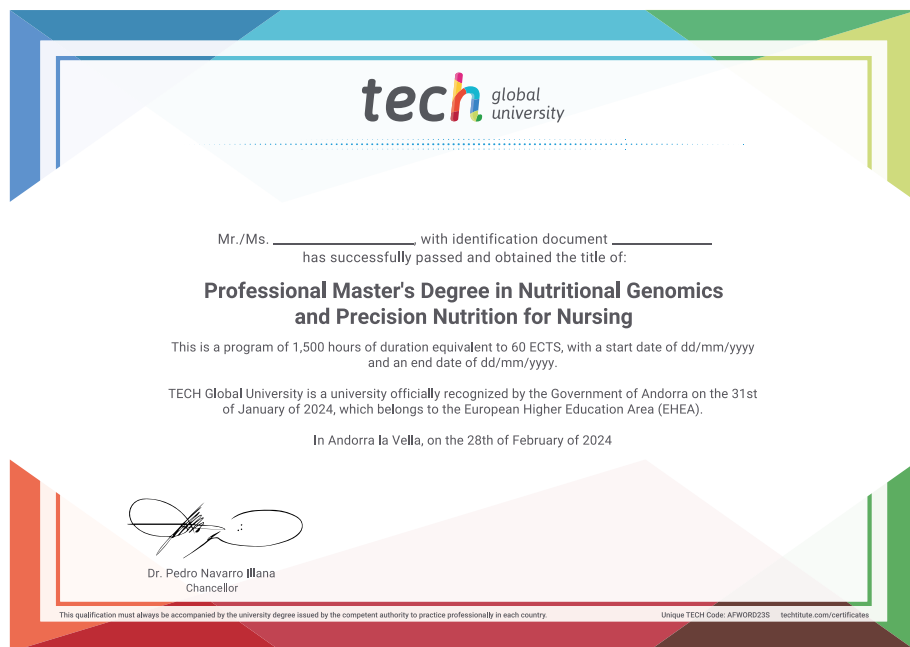 tech global
university
Mr./Ms. ________________, with identification document ___________
has successfully passed and obtained the title of:
Professional Master's Degree in Nutritional Genomics
and Precision Nutrition for Nursing
This is a program of 1,500 hours of duration equivalent to 60 ECTS, with a start date of dd/mm/yyyy
and an end date of dd/mm/yyyy.
TECH Global University is a university officially recognized by the Government of Andorra on the 31st
of January of 2024, which belongs to the European Higher Education Area (EHEA).
In Andorra la Vella, on the 28th of February of 2024
Dr. Pedro Navarro Illana
Chancellor
This qualification must always be accompanied by the university degree issued by the competent authority to practice professionally in each country.
Unique TECH Code: AFWORD23S techtitute.com/certificates